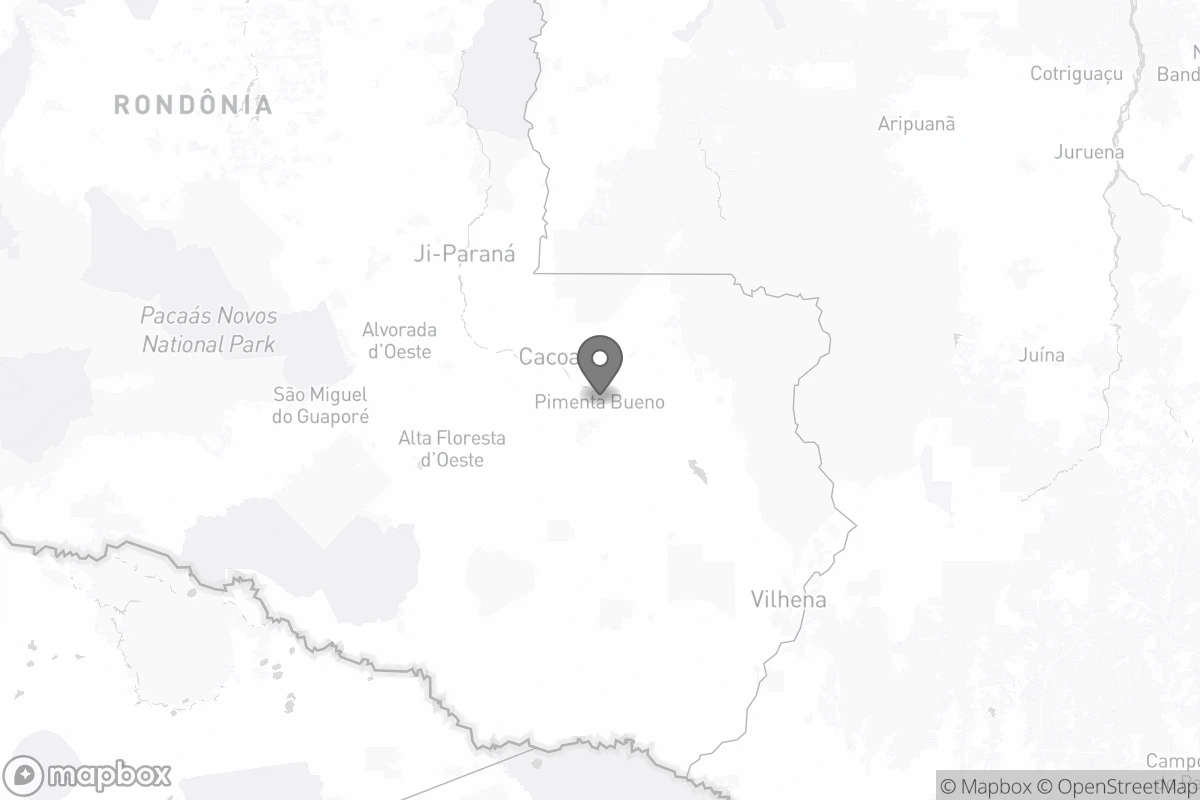 Cotriguaçu
Band
RONDÔNIA
Aripuanã
Juruena
Ji-Paraná
Pacaás Novos
National Park
Alvorada
d'Oeste
Cacoa
Juína
São Miguel
do Guaporé
Pimenta Bueno
Alta Floresta
d'Oeste
Vilhena
Campo
mapbox
© Mapbox © OpenStreetMap